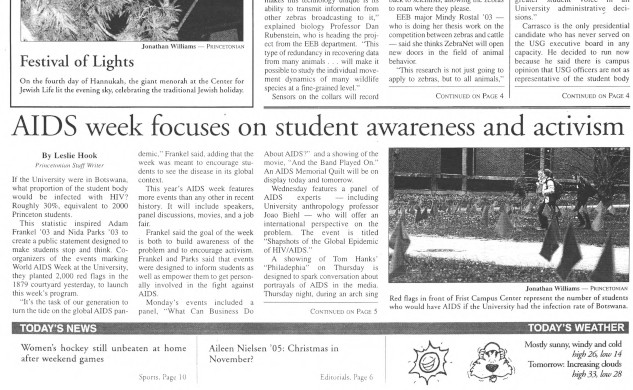 makes this technology unique is its
ability to transmit information from
other zebras broadcasting to it,"
explained biology Professor Dan
Rubenstein, who is heading the proj-
ect from the EEB department. "This
type of redundancy in recovering data
from many animals . . . will make it
possible to study the individual move-
ment dynamics of many wildlife
species at a fine-grained level."
Sensors on the collars will record
back to scientists, allowing the zebras
to roam where they please.
EEB major Mindy Rostal '03 —
who is doing her thesis work on the
competition between zebras and cattle
— said she thinks ZebraNet will open
new doors in the field of animal
behavior.
"This research is not just going to
apply to zebras, but to all animals,"
CONTINUED ON PAGE 4
greater student voice in all
University administrative deci-
sions."
Carrasco is the only presidential
candidate who has never served on
the USG executive board in any
capacity. He decided to run now
because he said there is campus
opinion that USG officers are not as
representative of the student body
CONTINUED ON PAGE 4
Jonathan Williams — PRINCETONIAN
Festival of Lights
On the fourth day of Hannukah, the giant menorah at the Center for
Jewish Life lit the evening sky, celebrating the traditional Jewish holiday.
AIDS week focuses on student awareness and activism
By Leslie Hook
Princetonian Staff Writer
If the University were in Botswana,
what proportion of the student body
would be infected with HIV?
Roughly 30%, equivalent to 2000
Princeton students.
This statistic inspired Adam
Frankel '03 and Nida Parks '03 to
create a public statement designed to
make students stop and think. Co-
organizers of the events marking
World AIDS Week at the University,
they planted 2,000 red flags in the
1879 courtyard yesterday, to launch
this week's program.
"It's the task of our generation to
turn the tide on the global AIDS pan-
demic," Frankel said, adding that the
week was meant to encourage stu-
dents to see the disease in its global
context.
This year's AIDS week features
more events than any other in recent
history. It will include speakers,
panel discussions, movies, and a job
fair.
Frankel said the goal of the week
is both to build awareness of the
problem and to encourage activism.
Frankel and Parks said that events
were designed to inform students as
well as empower them to get person-
ally involved in the fight against
AIDS.
Monday's events included a
panel, "What Can Business Do
About AIDS?" and a showing of the
movie, "And the Band Played On."
An AIDS Memorial Quilt will be on
display today and tomorrow.
Wednesday features a panel of
AIDS experts — including
University anthropology professor
Joao Biehl — who will offer an
international perspective on the
problem. The event is titled
"Snapshots of the Global Epidemic
of HIV/AIDS."
A showing of Tom Hanks'
"Philadelphia" on Thursday is
designed to spark conversation about
portrayals of AIDS in the media.
Thursday night, during an arch sing
CONTINUED ON PAGE 5
Jonathan Williams — PRINCETONIAN
Red flags in front of Frist Campus Center represent the number of students
who would have AIDS if the University had the infection rate of Botswana.
TODAY'S NEWS
Women's hockey still unbeaten at home
after weekend games
Sports, Page 10
Aileen Nielsen '05: Christmas in
November?
Editorials, Page 6
TODAY'S WEATHER
Mostly sunny, windy and cold
high 26, low 14
Tomorrow: Increasing clouds
high 33, low 28